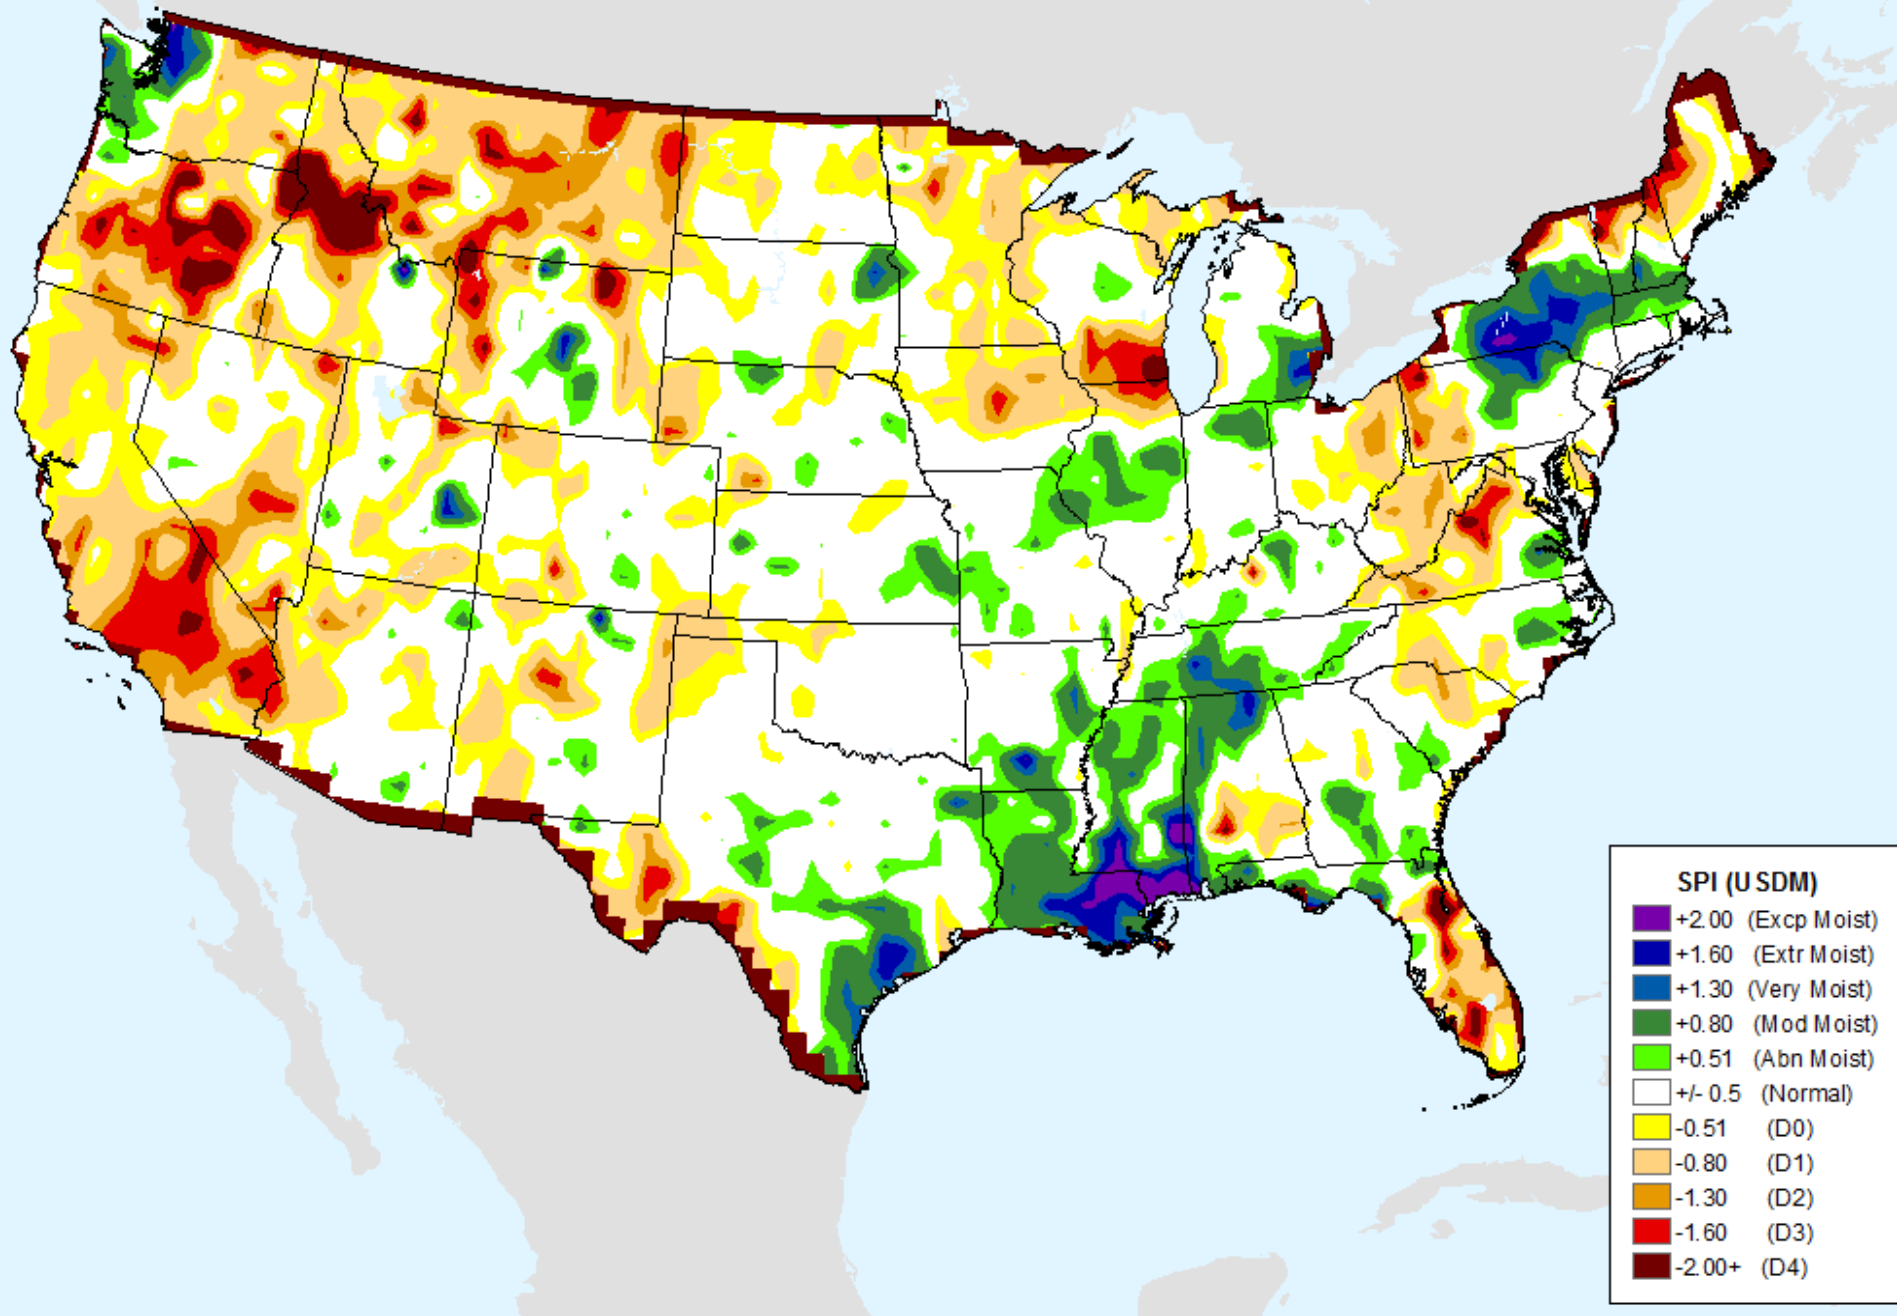 SPI (USDM)
+2.00 (Excp Moist)
+1.60 (Extr Moist)
+1.30 (Very Moist)
+0.80 (Mod Moist)
+0.51 (Abn Moist)
+/- 0.5 (Normal)
-0.51 (D0)
-0.80 (D1)
-1.30 (D2)
-1.60 (D3)
-2.00+ (D4)